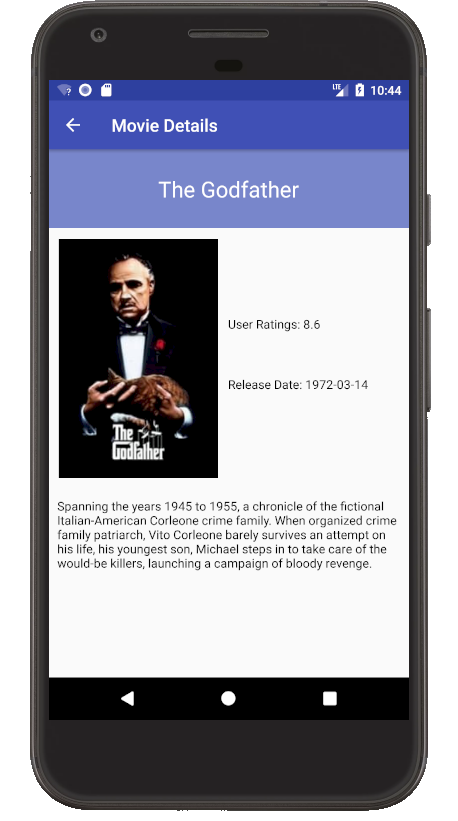 LTE 10:44
Movie Details
The Godfather
User Ratings: 8.6
Release Date: 1972-03-14
The
Godfather
Spanning the years 1945 to 1955, a chronicle of the fictional
Italian-American Corleone crime family. When organized crime
family patriarch, Vito Corleone barely survives an attempt on
his life, his youngest son, Michael steps in to take care of the
would-be killers, launching a campaign of bloody revenge.